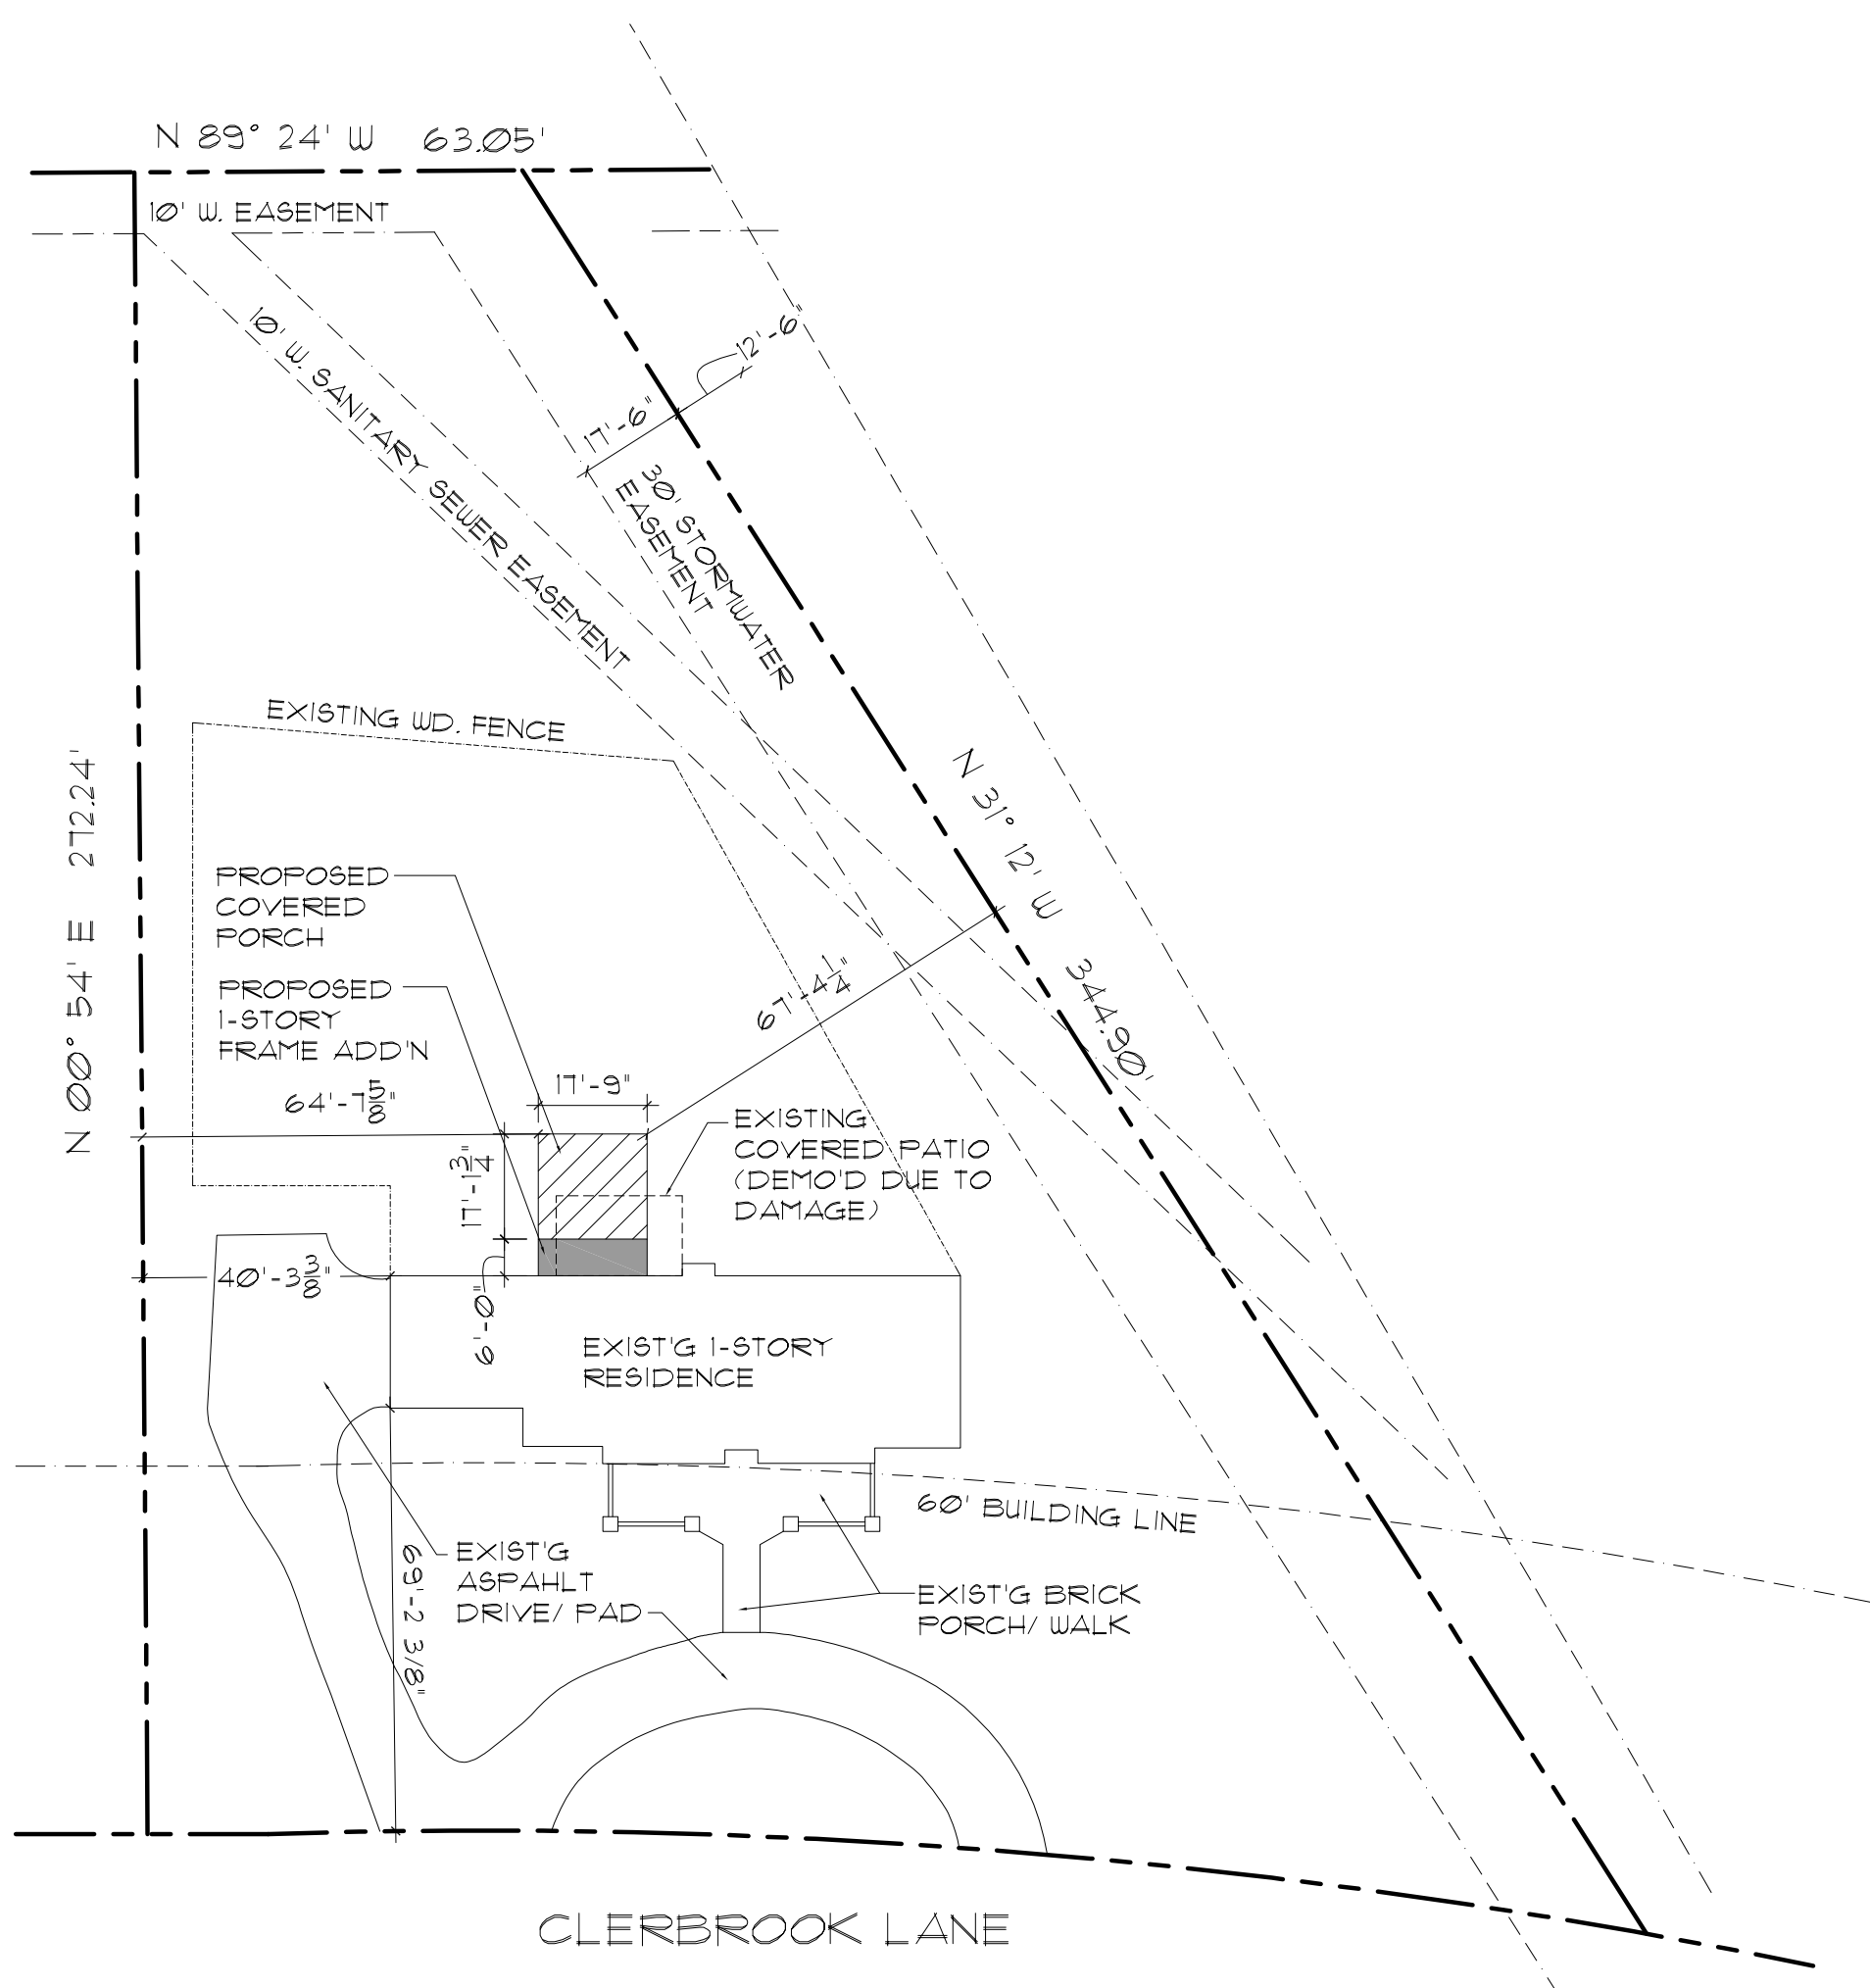 N 89° 24' W 63.05'
10' W. EASEMENT
12'-6"
17'-6"
10' W. SANITARY SEWER EASEMENT
30' STORMWATER
EASEMENT
EXISTING WD. FENCE
N 31° 12' W 344.90'
N 00° 54' E 272.24'
PROPOSED
COVERED
PORCH
PROPOSED
1-STORY
FRAME ADD'N
67'-4 1/4"
64'-7 5/8"
17'-9"
EXISTING
COVERED PATIO
(DEMO'D DUE TO
DAMAGE)
17'-1 3/4"
40'-3 3/8"
6'-0"
EXIST'G 1-STORY
RESIDENCE
60' BUILDING LINE
69'-2 3/8"
EXIST'G
ASPAHLT
DRIVE/ PAD
EXIST'G BRICK
PORCH/ WALK
CLERBROOK LANE